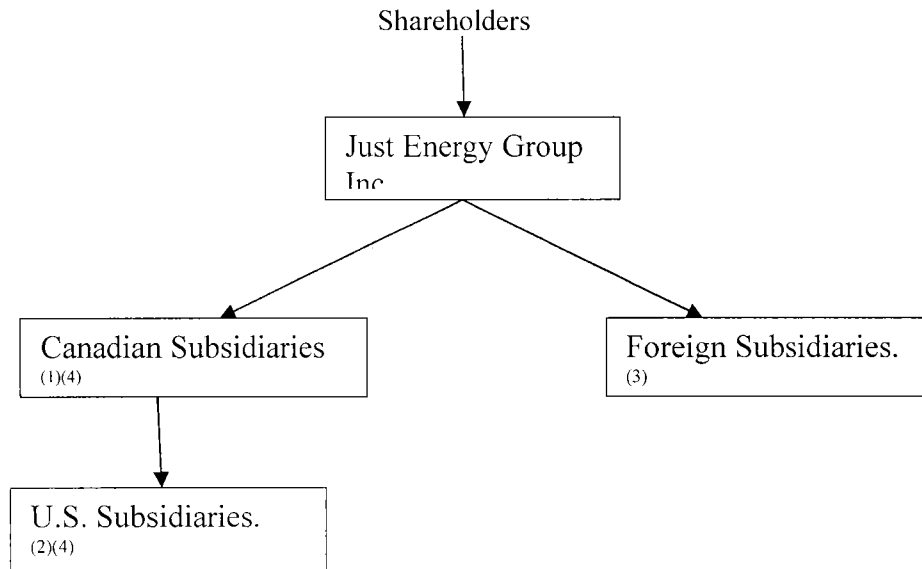 Shareholders
Just Energy Group
Inc
Canadian Subsidiaries
(1)(4)
Foreign Subsidiaries.
(3)
U.S. Subsidiaries.
(2)(4)